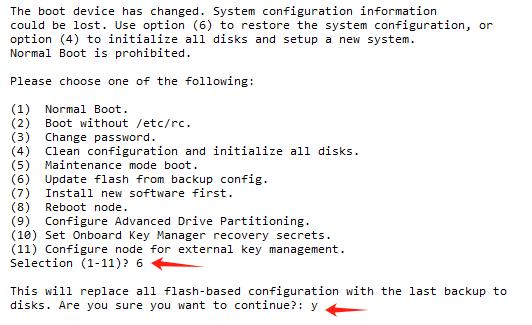 The boot device has changed. System configuration information
could be lost. Use option (6) to restore the system configuration, or
option (4) to initialize all disks and setup a new system.
Normal Boot is prohibited.
Please choose one of the following:
(1)  Normal Boot.
(2)  Boot without /etc/rc.
(3)  Change password.
(4)  Clean configuration and initialize all disks.
(5)  Maintenance mode boot.
(6)  Update flash from backup config.
(7)  Install new software first.
(8)  Reboot node.
(9)  Configure Advanced Drive Partitioning.
(10) Set Onboard Key Manager recovery secrets.
(11) Configure node for external key management.
Selection (1-11)? 6
This will replace all flash-based configuration with the last backup to
disks. Are you sure you want to continue?: y